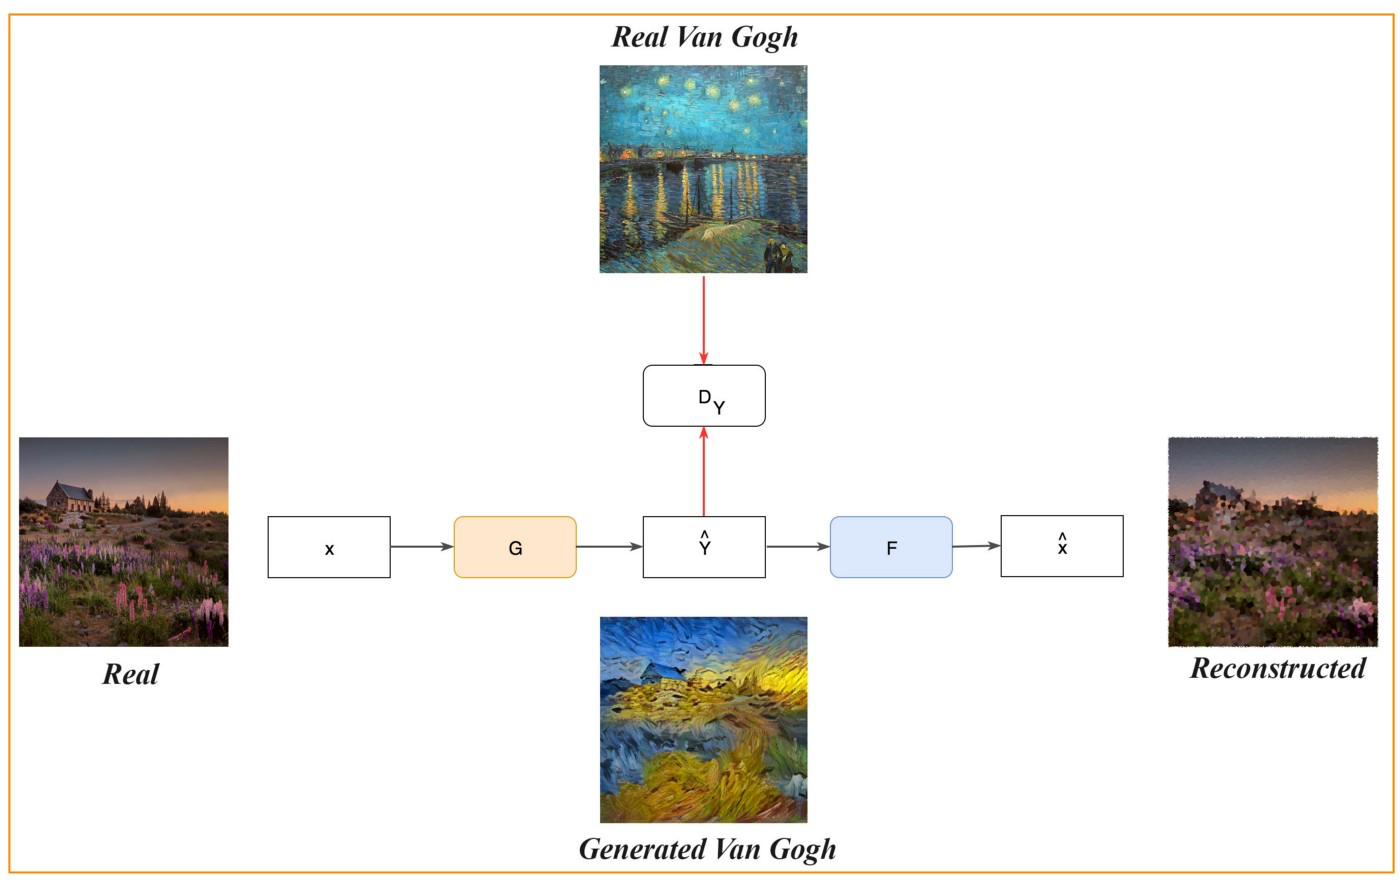 Real Van Gogh
D_Y
x
G
Ŷ
F
x̂
Real
Reconstructed
Generated Van Gogh